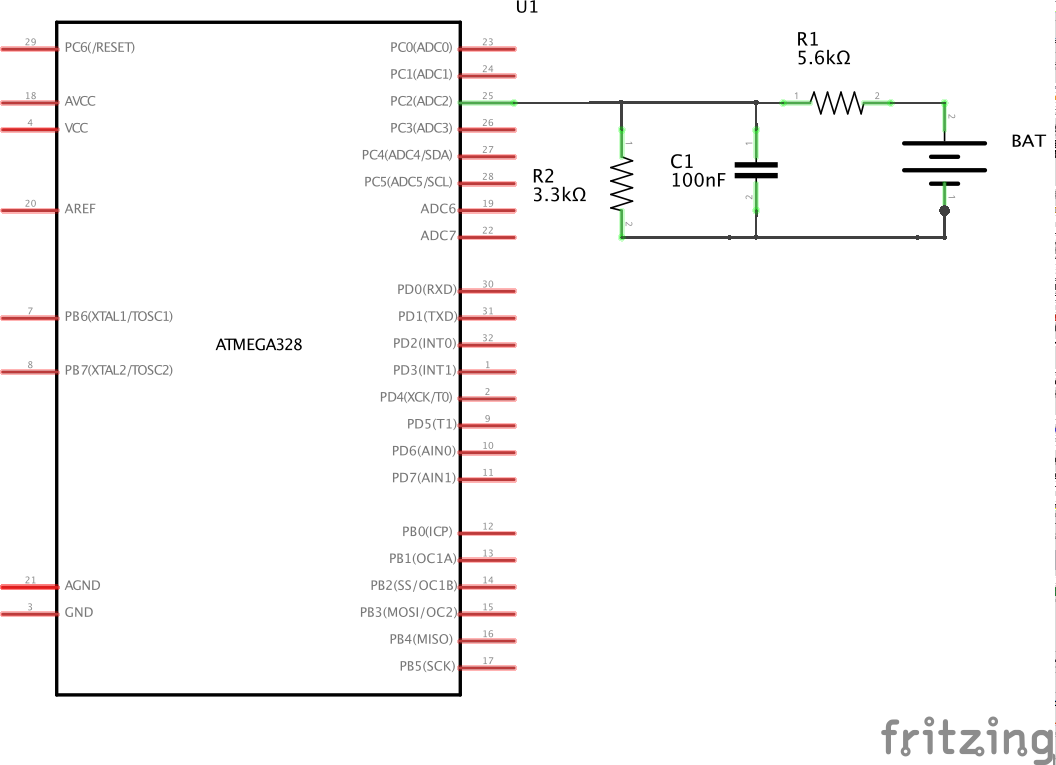 U1
29 PC6(/RESET) PC0(ADC0) 23
PC1(ADC1) 24
18 AVCC PC2(ADC2) 25
4 VCC PC3(ADC3) 26
PC4(ADC4/SDA) 27
PC5(ADC5/SCL) 28
20 AREF ADC6 19
ADC7 22
PD0(RXD) 30
7 PB6(XTAL1/TOSC1) PD1(TXD) 31
ATMEGA328 PD2(INT0) 32
8 PB7(XTAL2/TOSC2) PD3(INT1) 1
PD4(XCK/T0) 2
PD5(T1) 9
PD6(AIN0) 10
PD7(AIN1) 11
PB0(ICP) 12
PB1(OC1A) 13
21 AGND PB2(SS/OC1B) 14
3 GND PB3(MOSI/OC2) 15
PB4(MISO) 16
PB5(SCK) 17
R1
5.6kΩ
1 2
R2
3.3kΩ
1
2
C1
100nF
1
2
BAT
2
1
fritzing